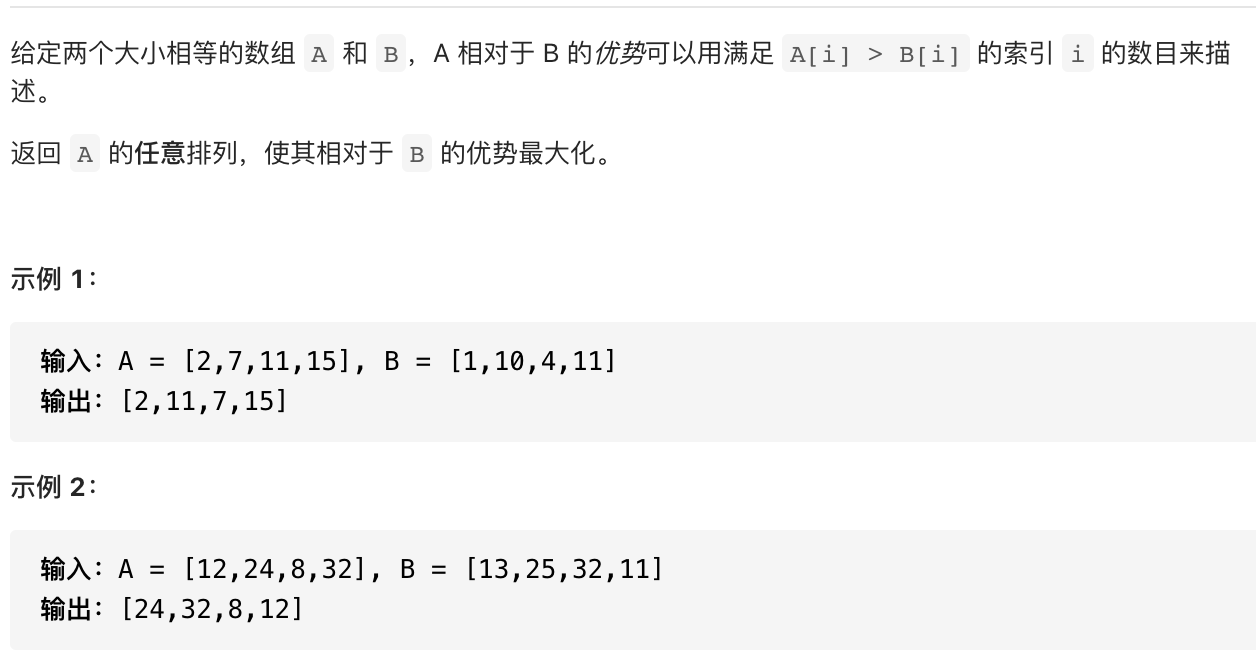 给定两个大小相等的数组 A 和 B，A 相对于 B 的优势可以用满足 A[i] > B[i] 的索引 i 的数目来描
述。
返回 A 的任意排列，使其相对于 B 的优势最大化。
示例 1：
输入：A = [2,7,11,15], B = [1,10,4,11]
输出：[2,11,7,15]
示例 2：
输入：A = [12,24,8,32], B = [13,25,32,11]
输出：[24,32,8,12]